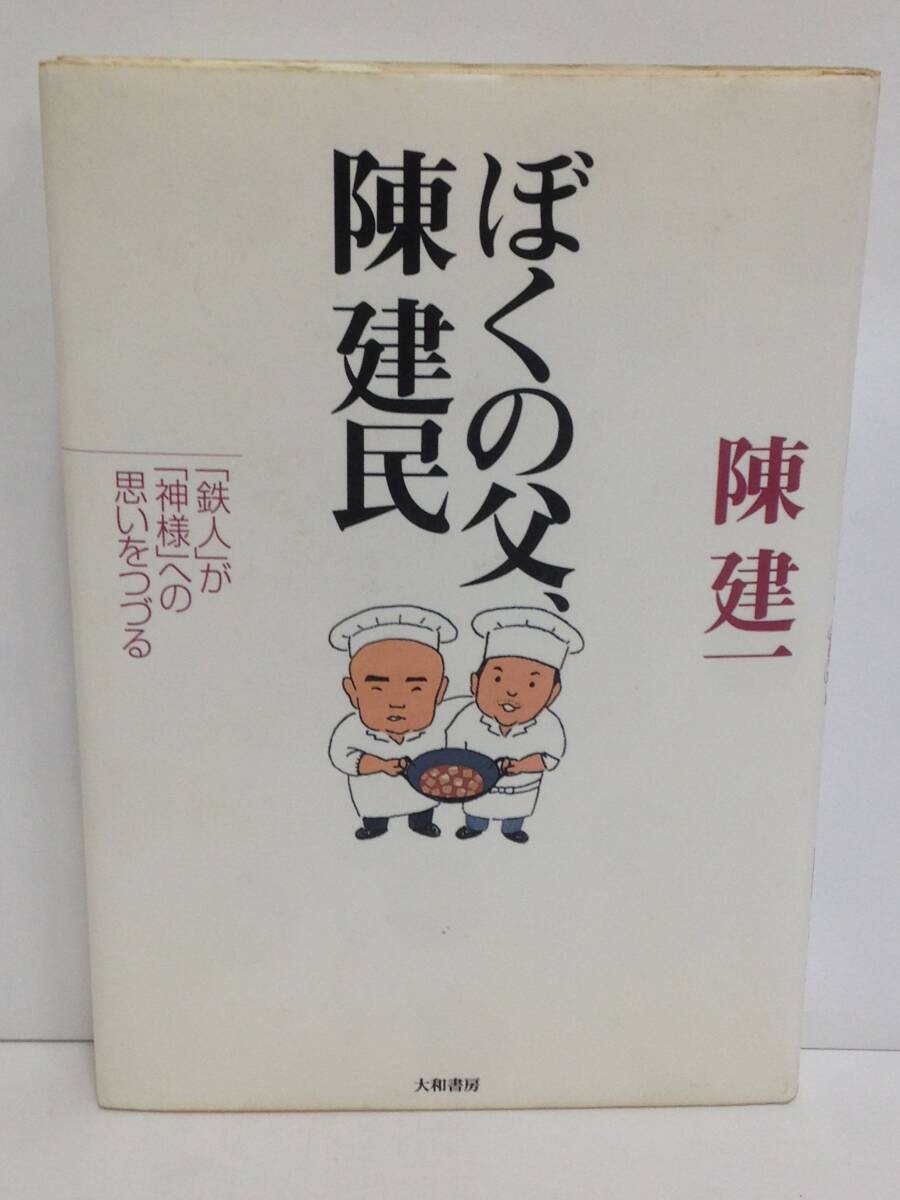 陳建一
ぼくの父、
陳建民
「鉄人」が
「神様」への
思いをつづる
大和書房